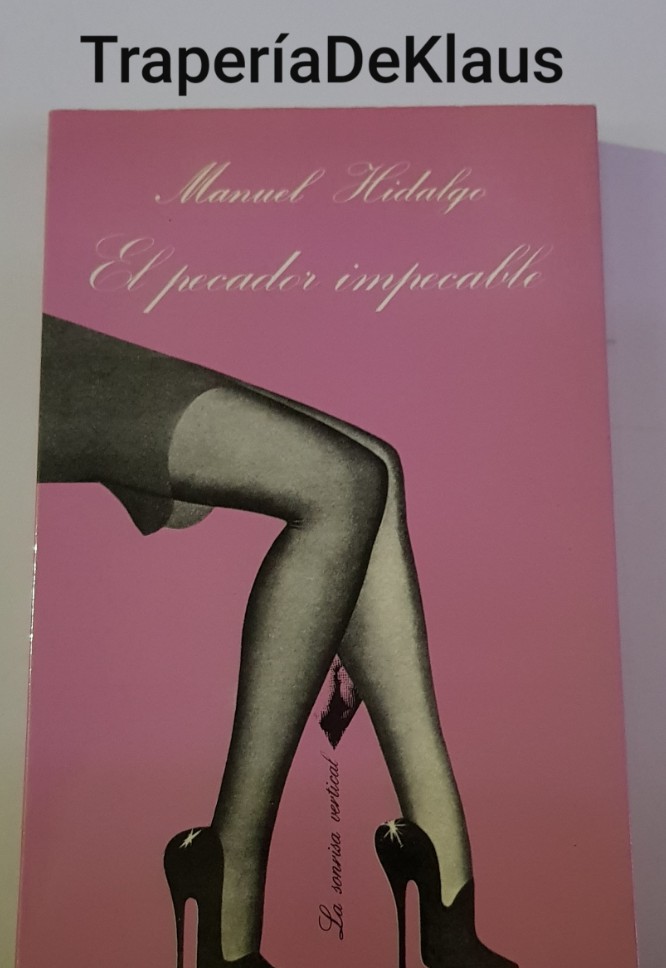 TraperíaDeKlaus
Manuel Hidalgo
El pecador impecable
La sonrisa vertical